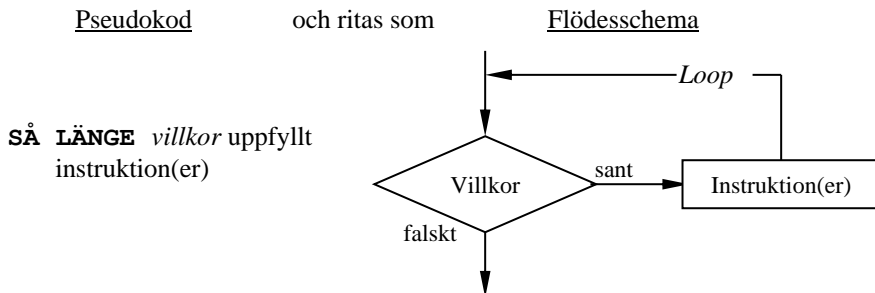 Pseudokod och ritas som Flödesschema
Loop
SÅ LÄNGE villkor uppfyllt
instruktion(er)
Villkor
sant
Instruktion(er)
falskt